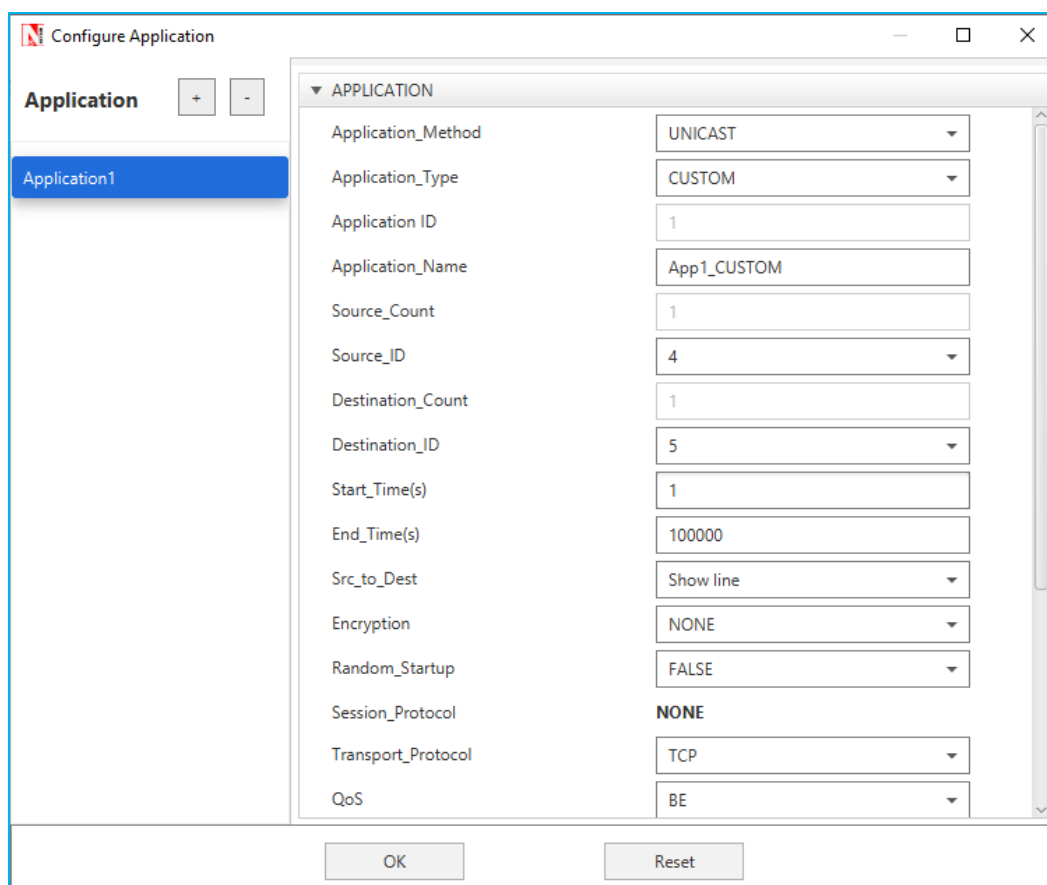 Configure Application
Application + -
Application1
APPLICATION
Application_Method UNICAST
Application_Type CUSTOM
Application ID 1
Application_Name App1_CUSTOM
Source_Count 1
Source_ID 4
Destination_Count 1
Destination_ID 5
Start_Time(s) 1
End_Time(s) 100000
Src_to_Dest Show line
Encryption NONE
Random_Startup FALSE
Session_Protocol NONE
Transport_Protocol TCP
QoS BE
OK Reset